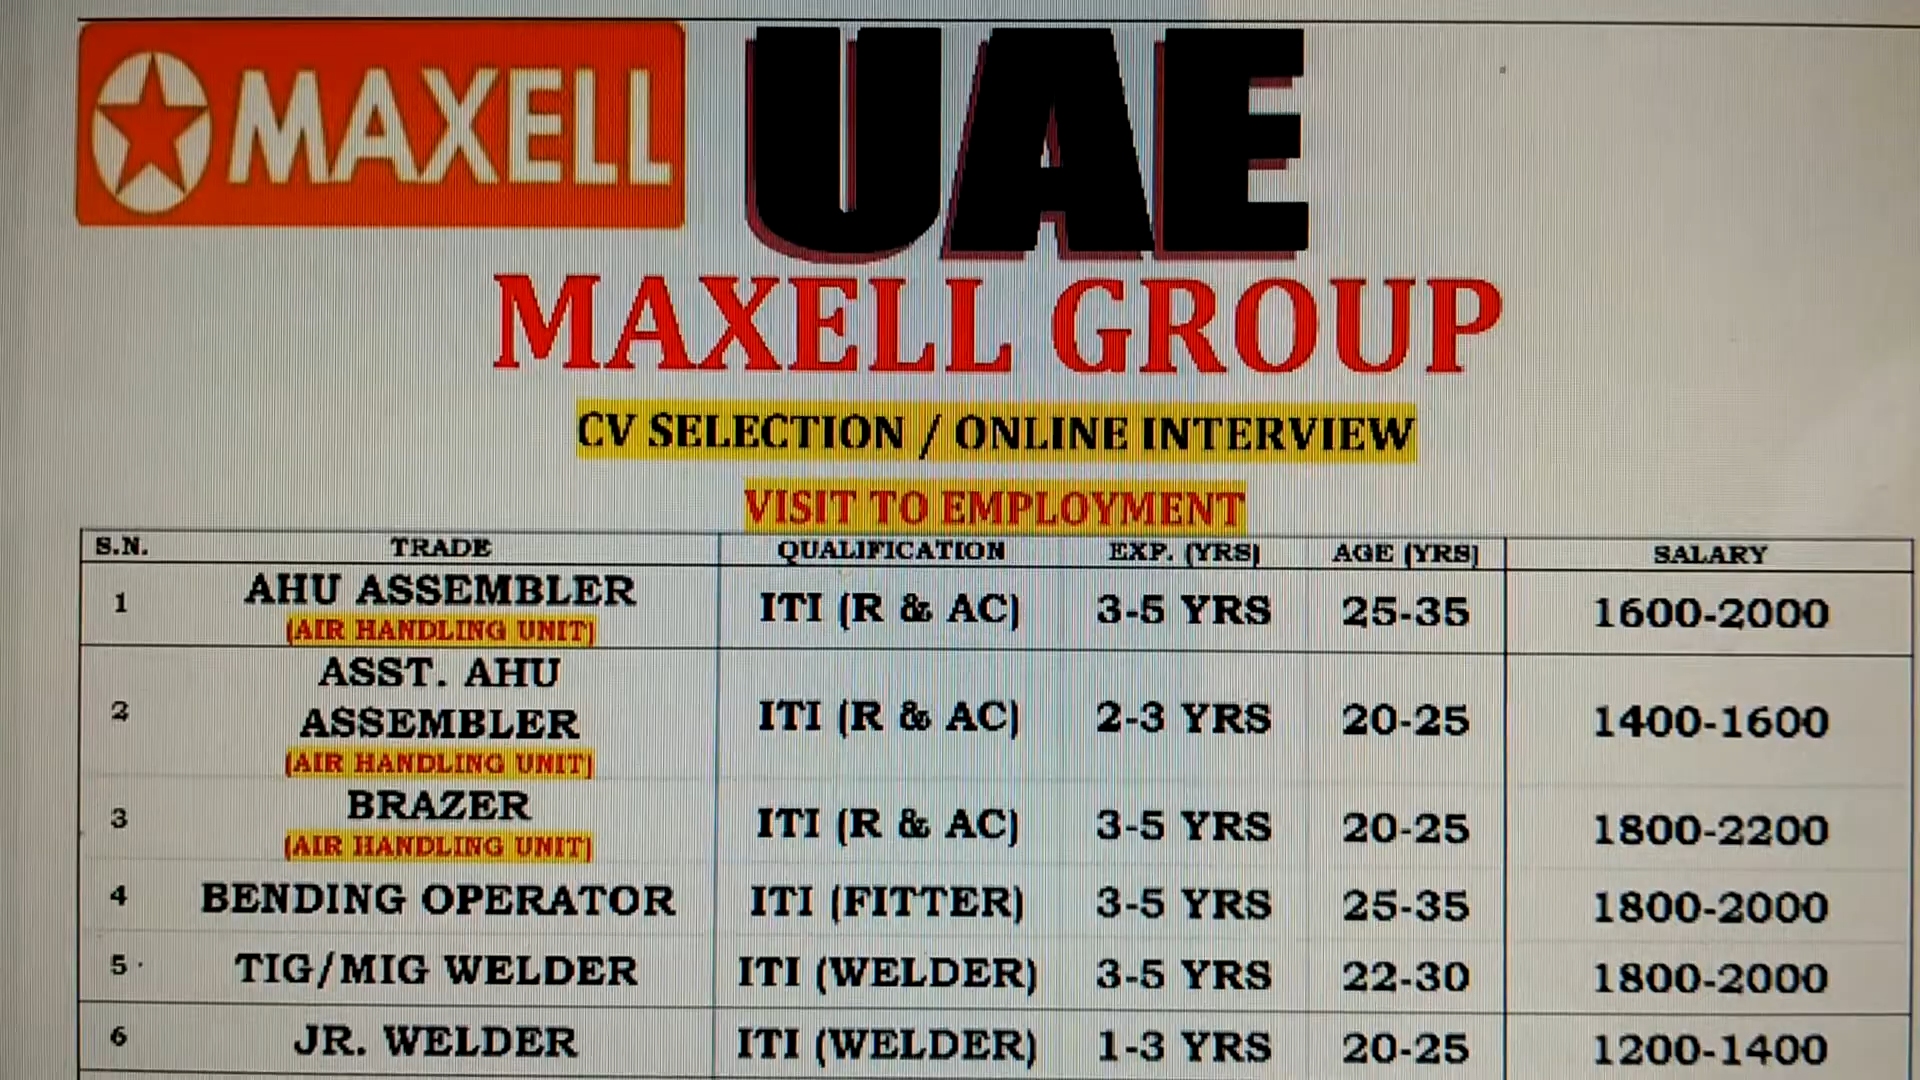 MAXELL
UAE
MAXELL GROUP
CV SELECTION / ONLINE INTERVIEW
VISIT TO EMPLOYMENT
S.N. TRADE QUALIFICATION EXP. (YRS) AGE (YRS) SALARY
1 AHU ASSEMBLER (AIR HANDLING UNIT) ITI (R & AC) 3-5 YRS 25-35 1600-2000
2 ASST. AHU ASSEMBLER (AIR HANDLING UNIT) ITI (R & AC) 2-3 YRS 20-25 1400-1600
3 BRAZER (AIR HANDLING UNIT) ITI (R & AC) 3-5 YRS 20-25 1800-2200
4 BENDING OPERATOR ITI (FITTER) 3-5 YRS 25-35 1800-2000
5 TIG/MIG WELDER ITI (WELDER) 3-5 YRS 22-30 1800-2000
6 JR. WELDER ITI (WELDER) 1-3 YRS 20-25 1200-1400